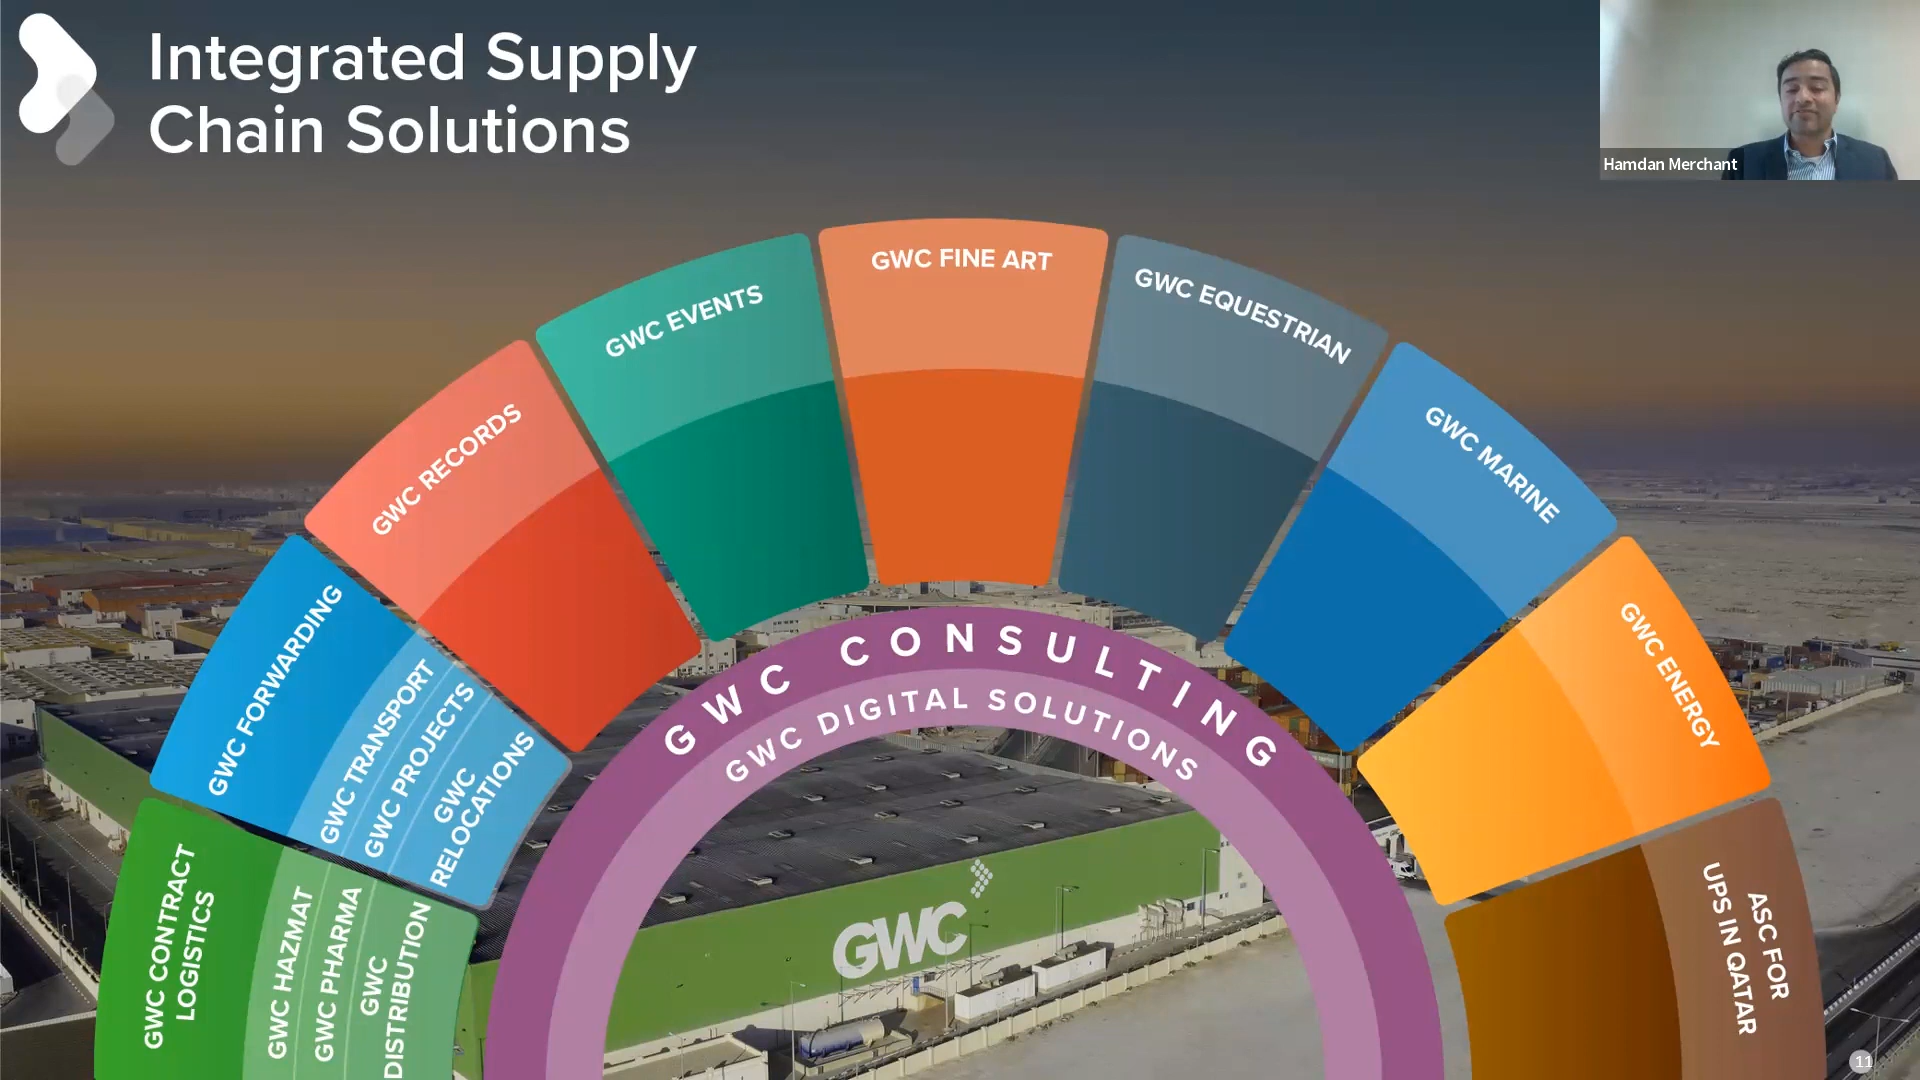 Integrated Supply
Chain Solutions
Hamdan Merchant
GWC CONTRACT
LOGISTICS
GWC HAZMAT
GWC PHARMA
GWC
DISTRIBUTION
GWC FORWARDING
GWC TRANSPORT
GWC PROJECTS
GWC
RELOCATIONS
GWC RECORDS
GWC EVENTS
GWC FINE ART
GWC EQUESTRIAN
GWC MARINE
GWC ENERGY
ASC FOR
UPS IN QATAR
GWC CONSULTING
GWC DIGITAL SOLUTIONS
GWC
11